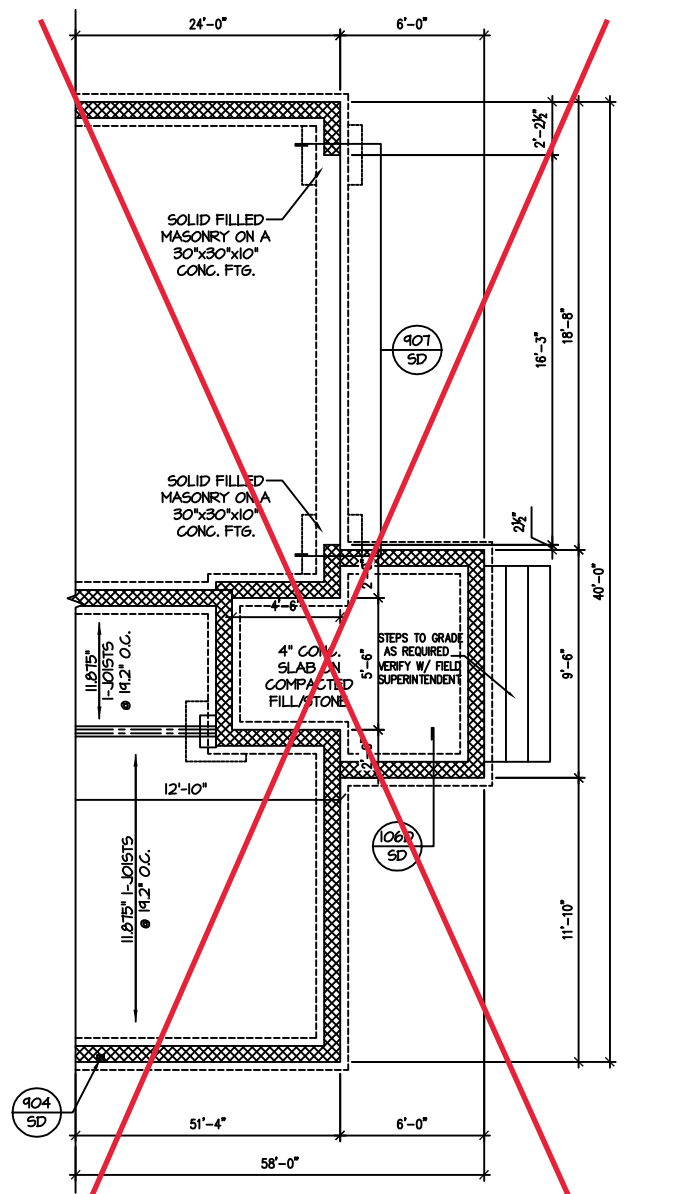 24'-0"
6'-0"
2'-2½"
SOLID FILLED
MASONRY ON A
30"x30"x10"
CONC. FTG.
907
SD
16'-3"
18'-8"
SOLID FILLED
MASONRY ON A
30"x30"x10"
CONC. FTG.
2½"
40'-0"
4'-6"
11.875"
I-JOISTS
@ 19.2" O.C.
4" CONC.
SLAB ON
COMPACTED
FILL/STONE
5'-6"
STEPS TO GRADE
AS REQUIRED
VERIFY W/ FIELD
SUPERINTENDENT
9'-6"
12'-10"
11.875" I-JOISTS
@ 19.2" O.C.
SD
11'-10"
904
SD
51'-4"
6'-0"
58'-0"